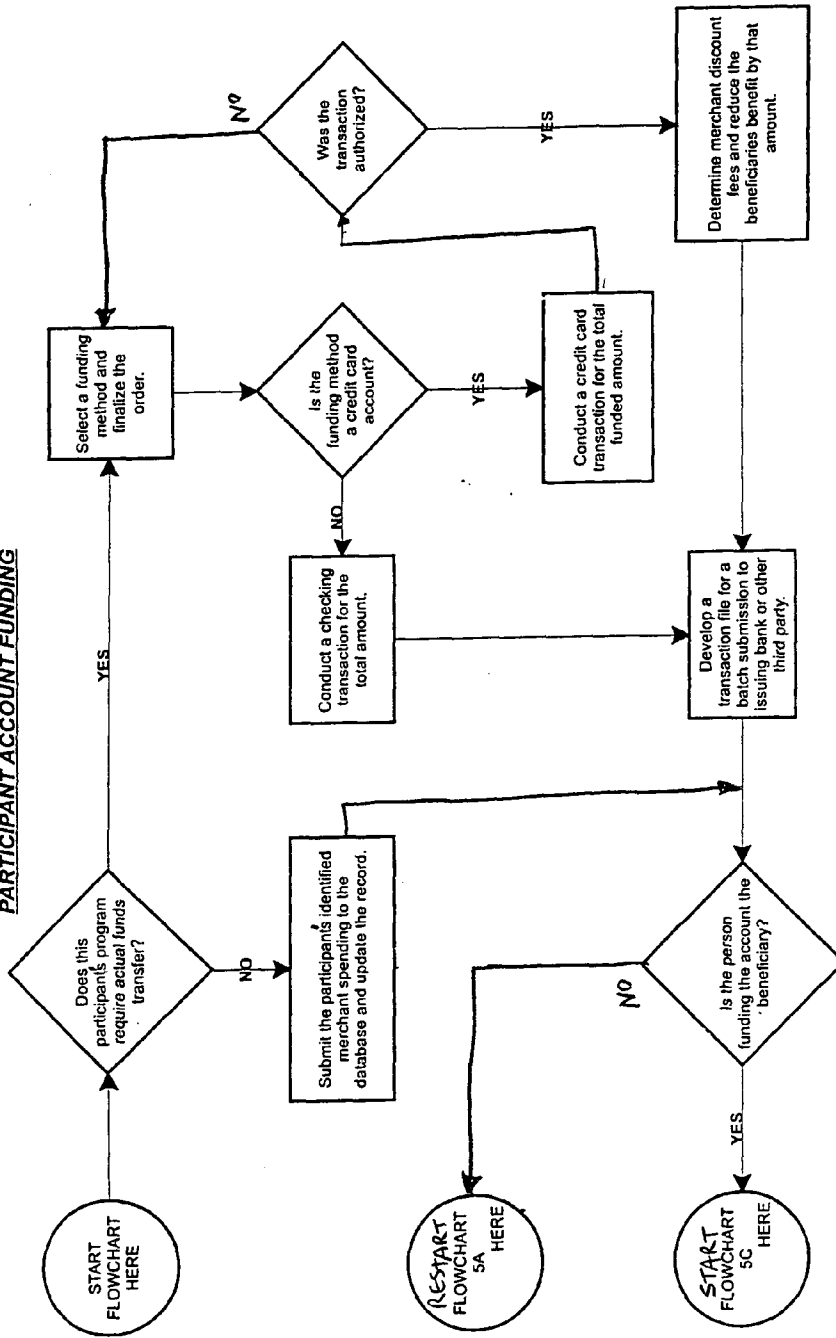 PARTICIPANT ACCOUNT FUNDING
START
FLOWCHART
HERE
Does this
participant's program
require actual funds
transfer?
YES
NO
Select a funding
method and
finalize the
order.
Submit the participant's identified
merchant spending to the
database and update the record.
Is the
funding method
a credit card
account?
NO
YES
Conduct a checking
transaction for the
total amount.
Conduct a credit card
transaction for the total
funded amount.
Was the
transaction
authorized?
NO
YES
Determine merchant discount
fees and reduce the
beneficiaries benefit by that
amount.
Develop a
transaction file for a
batch submission to
issuing bank or other
third party.
Is the person
funding the account the
beneficiary?
NO
YES
RESTART
FLOWCHART
5A
HERE
START
FLOWCHART
5C
HERE